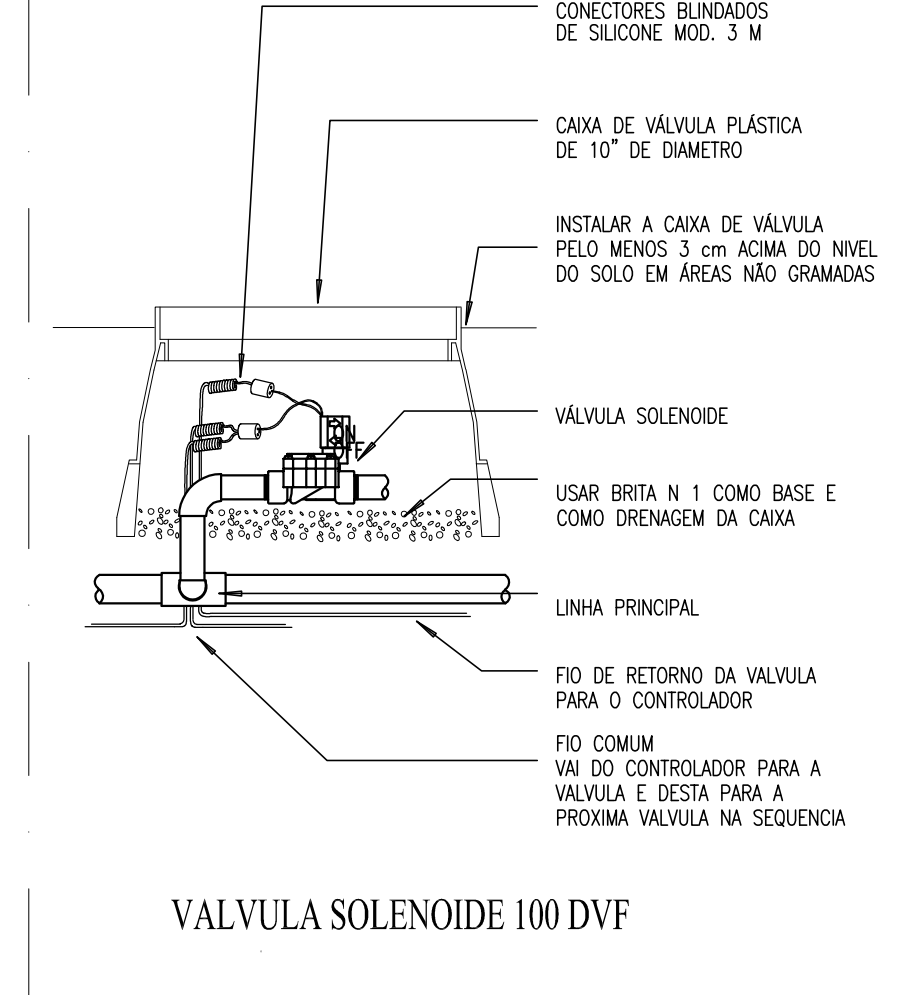 CONECTORES BLINDADOS
DE SILICONE MOD. 3 M
CAIXA DE VÁLVULA PLÁSTICA
DE 10” DE DIAMETRO
INSTALAR A CAIXA DE VÁLVULA
PELO MENOS 3 cm ACIMA DO NIVEL
DO SOLO EM ÁREAS NÃO GRAMADAS
VÁLVULA SOLENOIDE
USAR BRITA N 1 COMO BASE E
COMO DRENAGEM DA CAIXA
LINHA PRINCIPAL
FIO DE RETORNO DA VALVULA
PARA O CONTROLADOR
FIO COMUM
VAI DO CONTROLADOR PARA A
VALVULA E DESTA PARA A
PROXIMA VALVULA NA SEQUENCIA
VALVULA SOLENOIDE 100 DVF